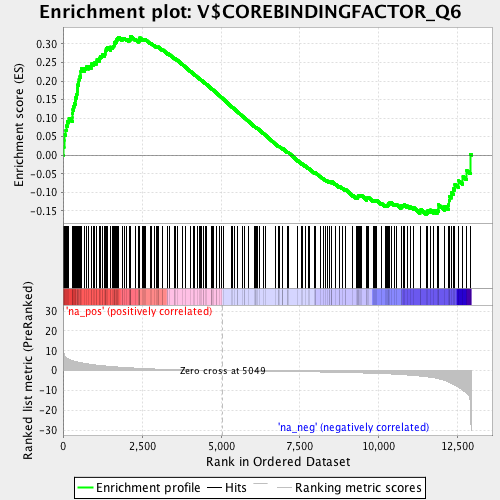 Enrichment plot: V$COREBINDINGFACTOR_Q6
Enrichment score (ES)
0.30
0.25
0.20
0.15
0.10
0.05
0.00
-0.05
-0.10
-0.15
Ranked list metric (PreRanked)
'na_pos' (positively correlated)
30
20
10
0
-10
-20
-30
Zero cross at 5049
'na_neg' (negatively correlated)
0
2,500
5,000
7,500
10,000
12,500
Rank in Ordered Dataset
Enrichment profile
Hits
Ranking metric scores